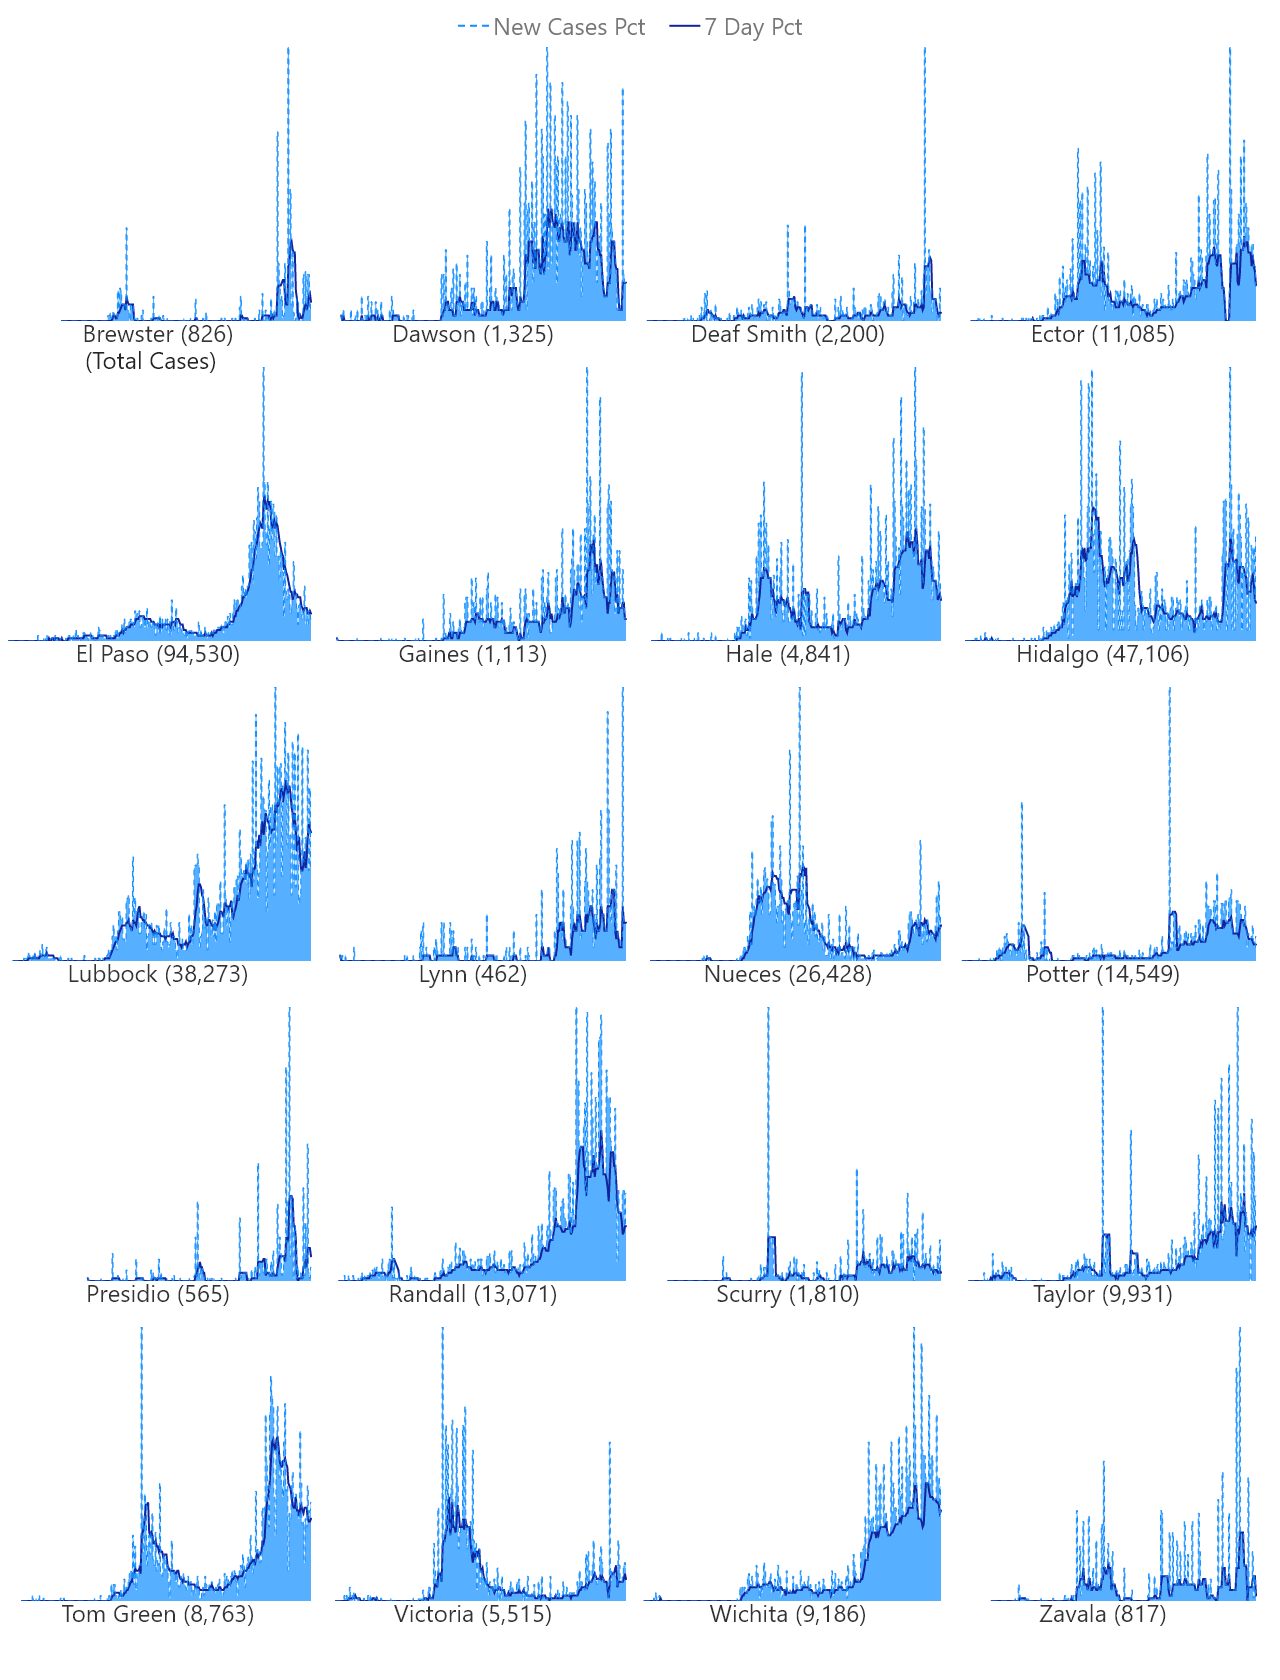 New Cases Pct 7 Day Pct
Brewster (826) Dawson (1,325) Deaf Smith (2,200) Ector (11,085)
(Total Cases)
El Paso (94,530) Gaines (1,113) Hale (4,841) Hidalgo (47,106)
Lubbock (38,273) Lynn (462) Nueces (26,428) Potter (14,549)
Presidio (565) Randall (13,071) Scurry (1,810) Taylor (9,931)
Tom Green (8,763) Victoria (5,515) Wichita (9,186) Zavala (817)